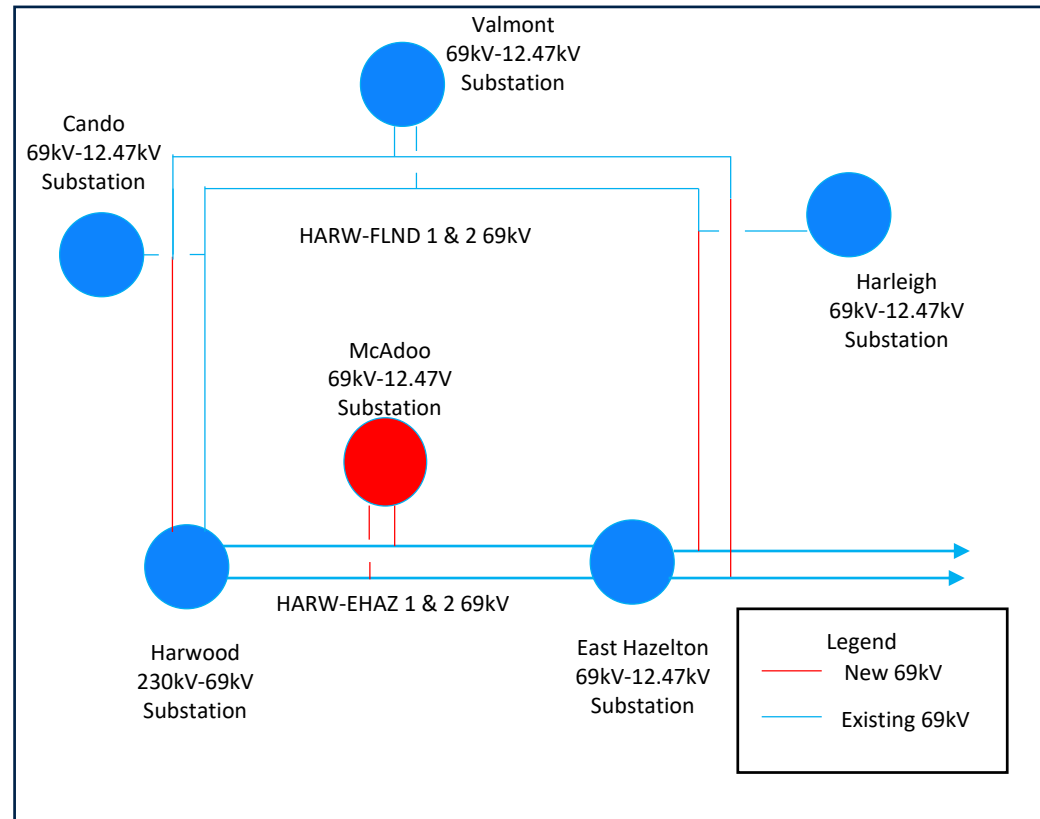 Valmont
69kV-12.47kV
Substation
Cando
69kV-12.47kV
Substation
HARW-FLND 1 & 2 69kV
Harleigh
69kV-12.47kV
Substation
McAdoo
69kV-12.47V
Substation
HARW-EHAZ 1 & 2 69kV
Harwood
230kV-69kV
Substation
East Hazelton
69kV-12.47kV
Substation
Legend
New 69kV
Existing 69kV